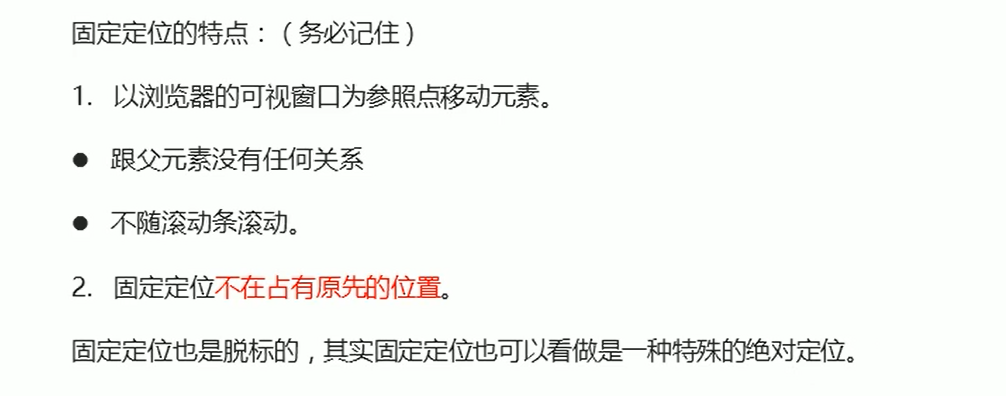 固定定位的特点：（务必记住）
1. 以浏览器的可视窗口为参照点移动元素。
● 跟父元素没有任何关系
● 不随滚动条滚动。
2. 固定定位不在占有原先的位置。
固定定位也是脱标的，其实固定定位也可以看做是一种特殊的绝对定位。